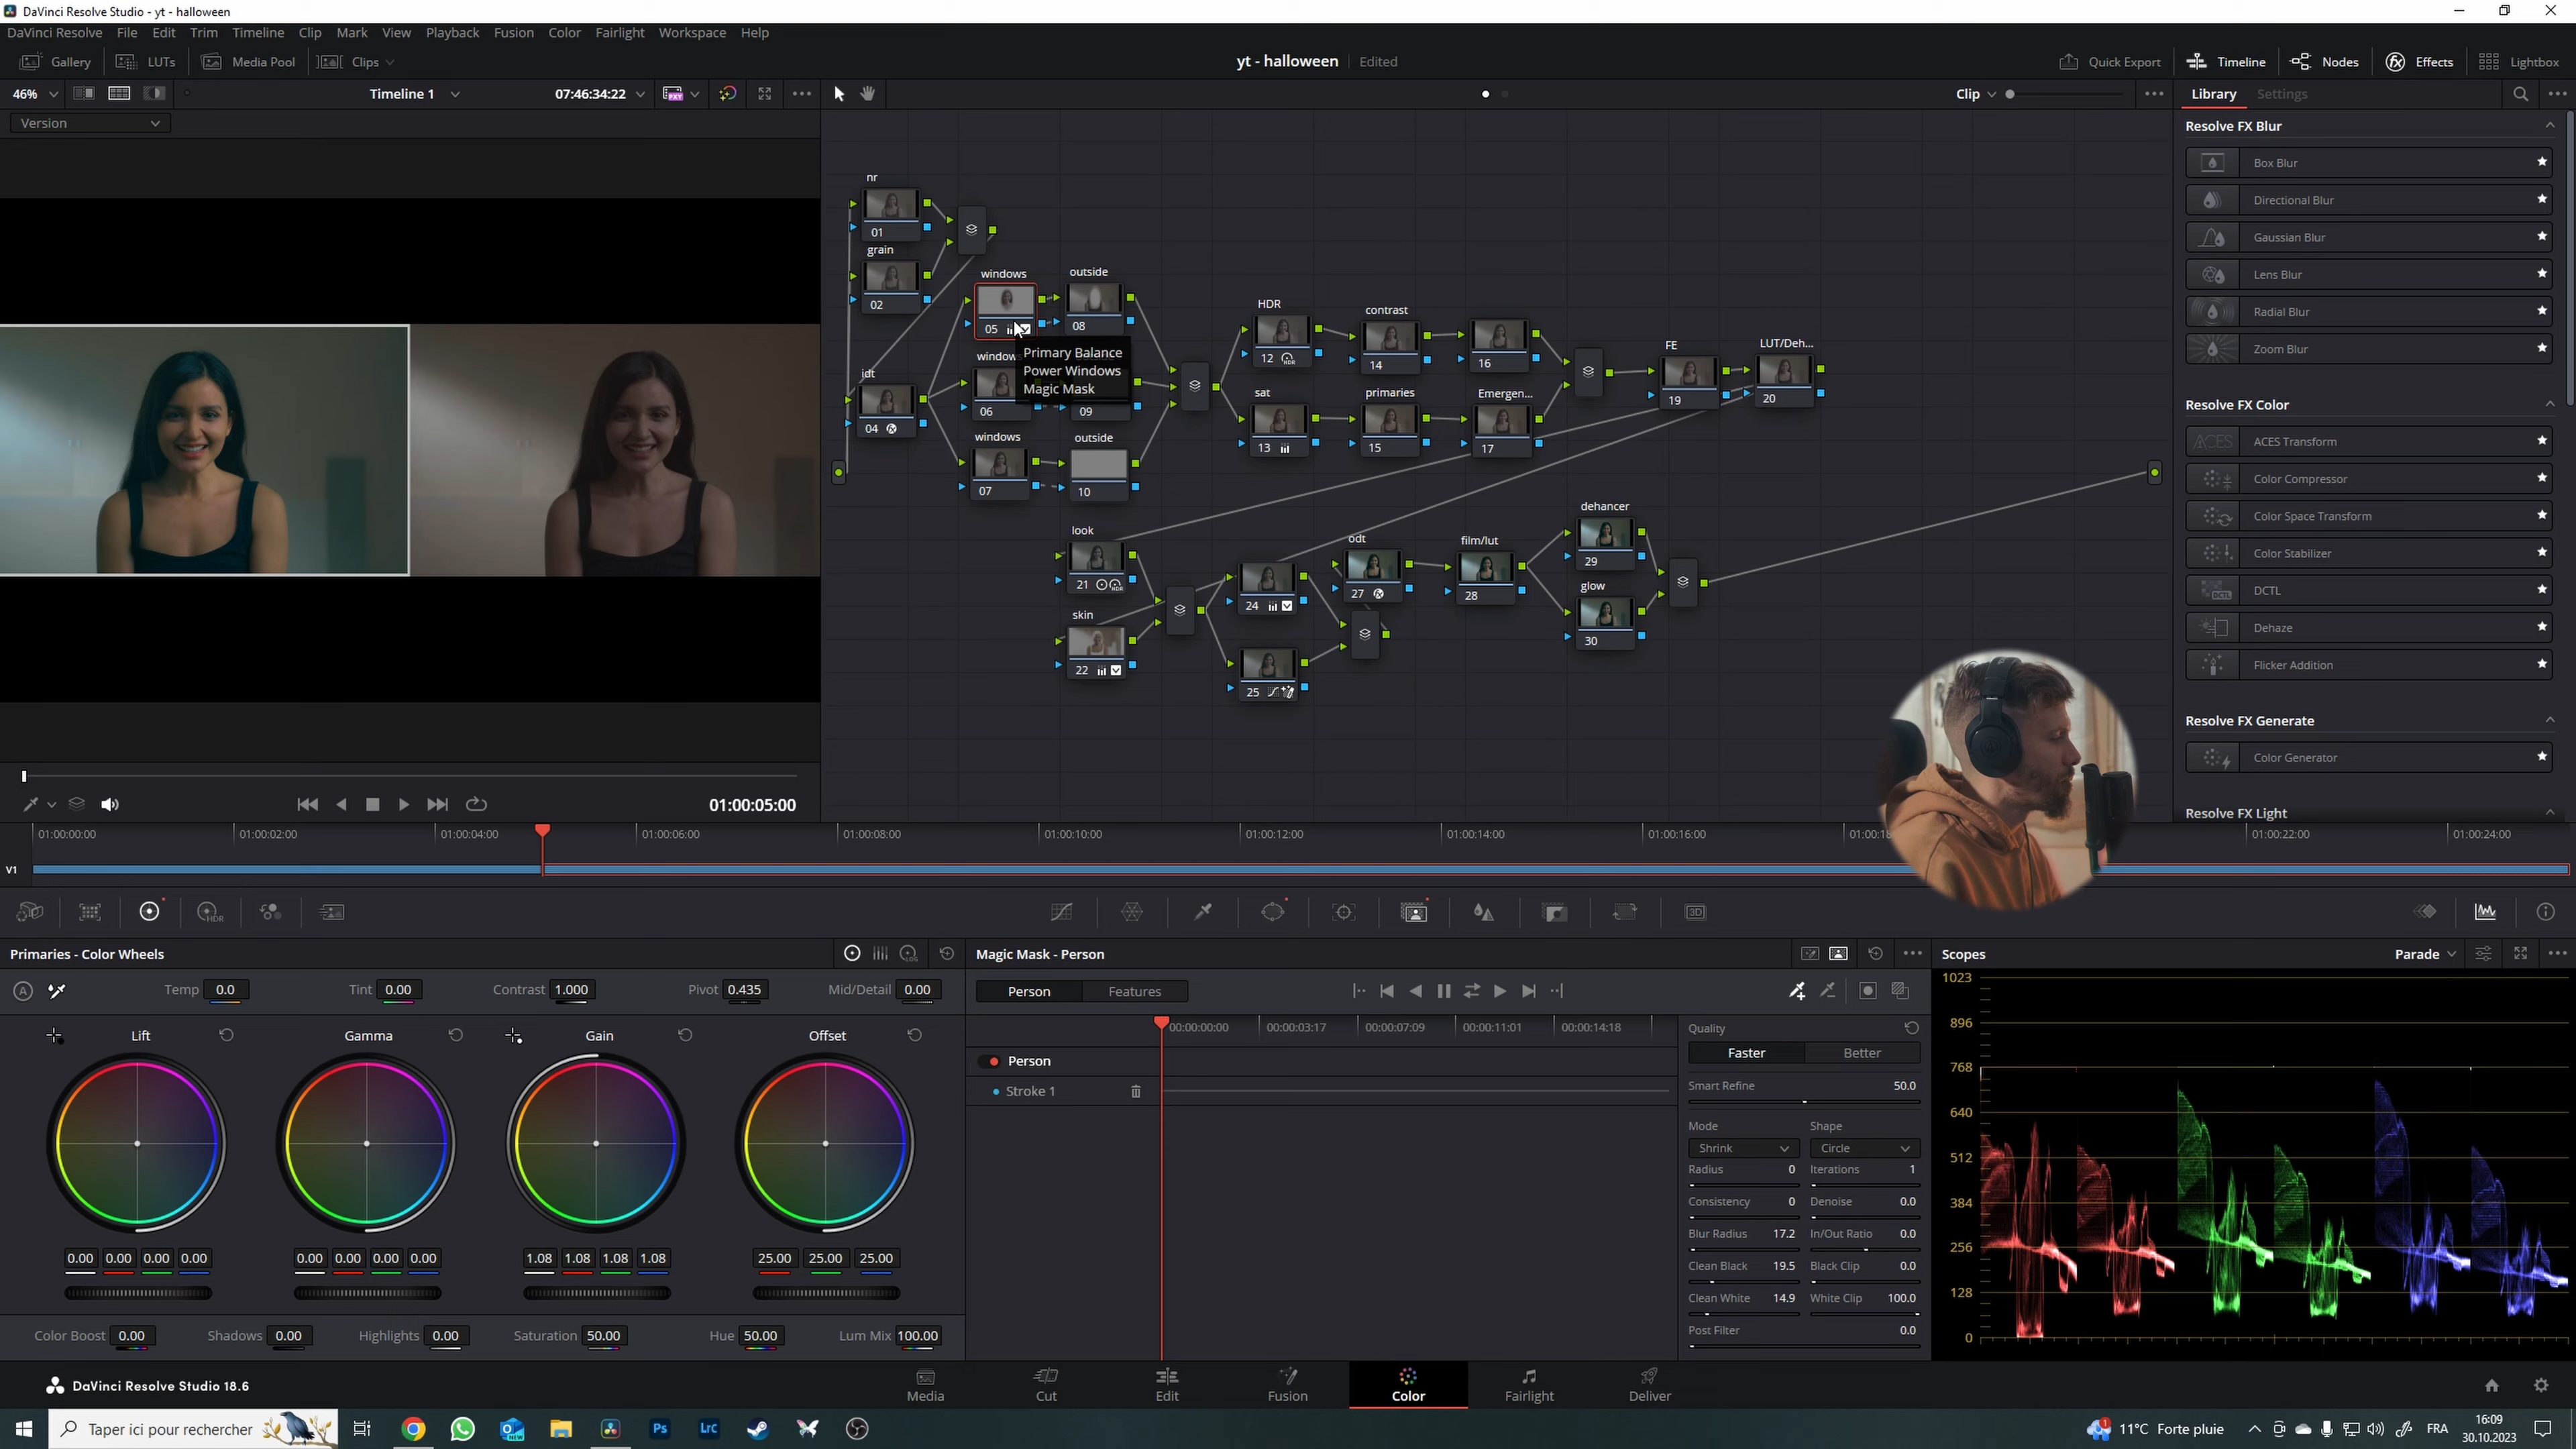 DaVinci Resolve Studio - yt - halloween
DaVinci Resolve File Edit Trim Timeline Clip Mark View Playback Fusion Color Fairlight Workspace Help
Gallery LUTs Media Pool Clips yt - halloween Edited Quick Export Timeline Nodes Effects Lightbox
46% Timeline 1 07:46:34:22 Clip Library Settings
Version
Resolve FX Blur
Box Blur
Directional Blur
Gaussian Blur
Lens Blur
Radial Blur
Zoom Blur
Resolve FX Color
ACES Transform
Color Compressor
Color Space Transform
Color Stabilizer
DCTL
Dehaze
Flicker Addition
Resolve FX Generate
Color Generator
Resolve FX Light
nr
01
grain
02
idt
04
windows
05
outside
08
Primary Balance
Power Windows
Magic Mask
window
06
09
windows
07
outside
10
HDR
12
contrast
14
16
sat
13
primaries
15
Emergen...
17
FE
19
LUT/Deh...
20
look
21
skin
22
24
25
odt
27
film/lut
28
dehancer
29
glow
30
01:00:05:00
01:00:00:00 01:00:02:00 01:00:04:00 01:00:06:00 01:00:08:00 01:00:10:00 01:00:12:00 01:00:14:00 01:00:16:00 01:00:18 01:00:22:00 01:00:24:00
V1
Primaries - Color Wheels
Temp 0.0 Tint 0.00 Contrast 1.000 Pivot 0.435 Mid/Detail 0.00
Lift Gamma Gain Offset
0.00 0.00 0.00 0.00 0.00 0.00 0.00 0.00 1.08 1.08 1.08 1.08 25.00 25.00 25.00
Color Boost 0.00 Shadows 0.00 Highlights 0.00 Saturation 50.00 Hue 50.00 Lum Mix 100.00
Magic Mask - Person
Person Features
00:00:00:00 00:00:03:17 00:00:07:09 00:00:11:01 00:00:14:18
Person
Stroke 1
Quality
Faster Better
Smart Refine 50.0
Mode Shape
Shrink Circle
Radius 0 Iterations 1
Consistency 0 Denoise 0.0
Blur Radius 17.2 In/Out Ratio 0.0
Clean Black 19.5 Black Clip 0.0
Clean White 14.9 White Clip 100.0
Post Filter 0.0
Scopes Parade
1023
896
768
640
512
384
256
128
0
DaVinci Resolve Studio 18.6
Media Cut Edit Fusion Color Fairlight Deliver
Taper ici pour rechercher
Ps
Lrc
11°C Forte pluie FRA
16:09
30.10.2023